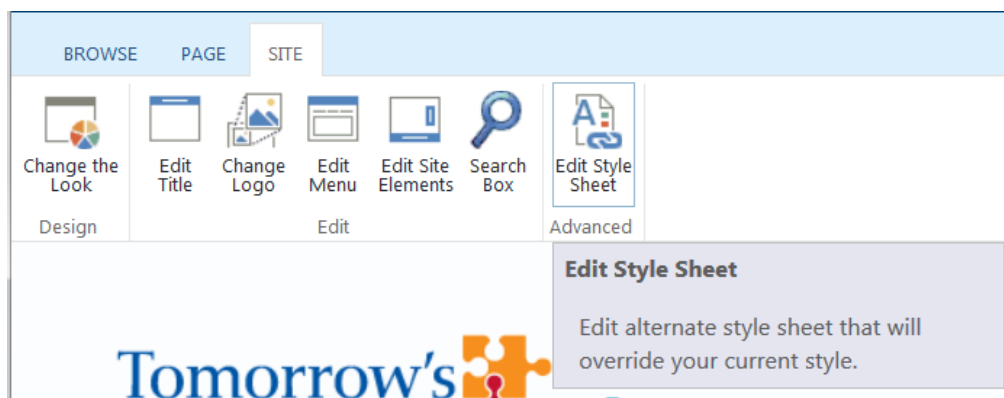 BROWSE PAGE SITE
Change the Look
Edit Title
Change Logo
Edit Menu
Edit Site Elements
Search Box
Edit Style Sheet
Design
Edit
Advanced
Edit Style Sheet
Edit alternate style sheet that will
override your current style.
Tomorrow's